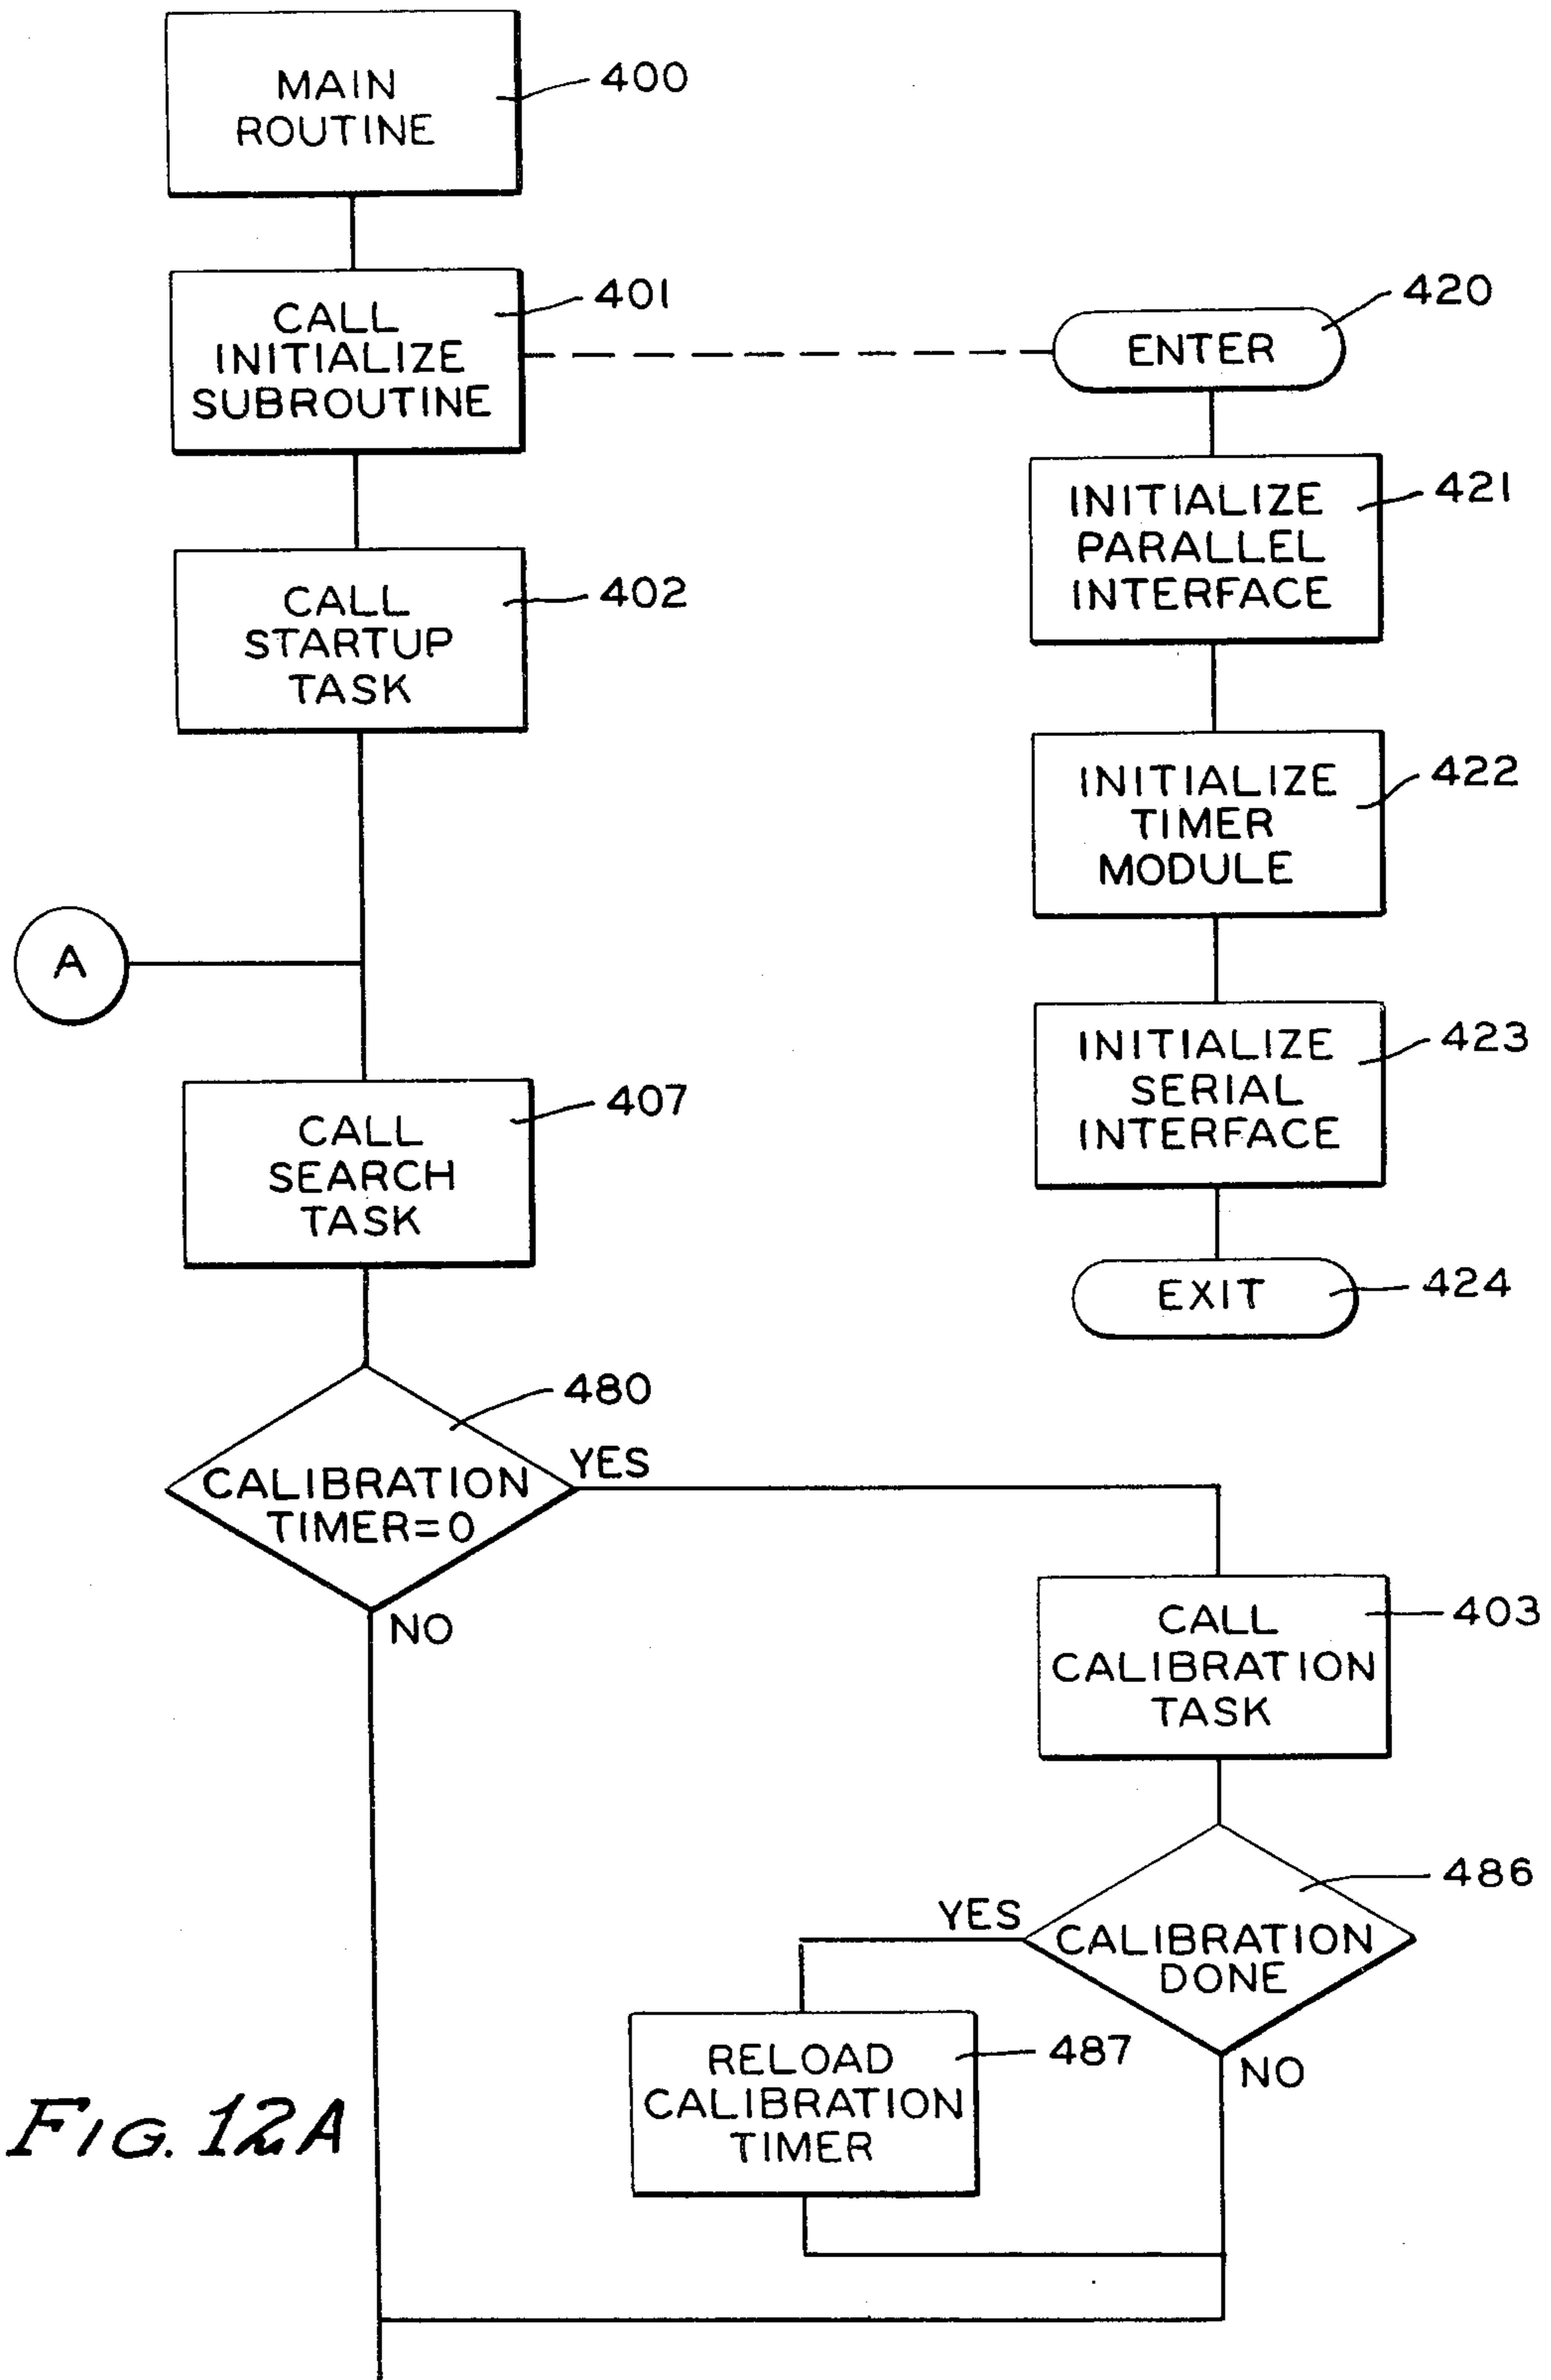 MAIN
ROUTINE
400
CALL
INITIALIZE
SUBROUTINE
401
ENTER
420
INITIALIZE
PARALLEL
INTERFACE
421
CALL
STARTUP
TASK
402
INITIALIZE
TIMER
MODULE
422
A
INITIALIZE
SERIAL
INTERFACE
423
CALL
SEARCH
TASK
407
EXIT
424
480
CALIBRATION
TIMER=0
YES
NO
CALL
CALIBRATION
TASK
403
486
CALIBRATION
DONE
YES
NO
RELOAD
CALIBRATION
TIMER
487
FIG. 12A